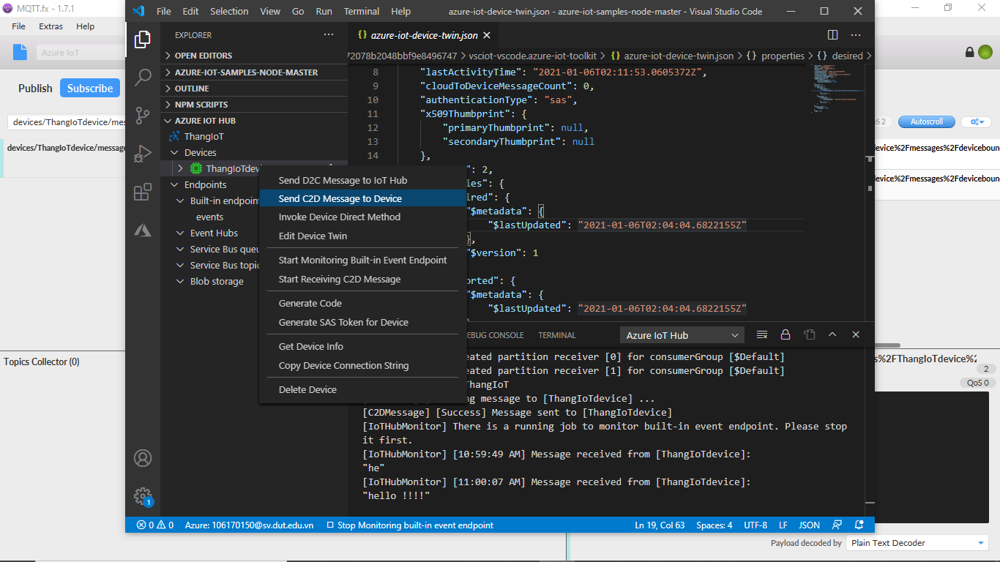 MQTT.fx - 1.7.1
File Extras Help
Azure IoT
Publish Subscribe
devices/ThangIoTdevice/mes
devices/ThangIoTdevice/message
Topics Collector (0)
File Edit Selection View Go Run Terminal Help
azure-iot-device-twin.json - azure-iot-samples-node-master - Visual Studio Code
EXPLORER
OPEN EDITORS
AZURE-IOT-SAMPLES-NODE-MASTER
OUTLINE
NPM SCRIPTS
AZURE IOT HUB
ThangIoT
Devices
ThangIoTdevi
Endpoints
Built-in endpoint
events
Event Hubs
Service Bus queu
Service Bus topic
Blob storage
1
Send D2C Message to IoT Hub
Send C2D Message to Device
Invoke Device Direct Method
Edit Device Twin
Start Monitoring Built-in Event Endpoint
Start Receiving C2D Message
Generate Code
Generate SAS Token for Device
Get Device Info
Copy Device Connection String
Delete Device
{} azure-iot-device-twin.json
72078b2048bbf9e8496747 > vsciot-vscode.azure-iot-toolkit > {} azure-iot-device-twin.json > {} properties > {} desired >
8 "lastActivityTime": "2021-01-06T02:11:53.0605372Z",
9 "cloudToDeviceMessageCount": 0,
10 "authenticationType": "sas",
11 "x509Thumbprint": {
12 "primaryThumbprint": null,
13 "secondaryThumbprint": null
14 },
": 2,
ies": {
ired": {
"$metadata": {
"$lastUpdated": "2021-01-06T02:04:04.6822155Z"
},
"$version": 1
orted": {
"$metadata": {
"$lastUpdated": "2021-01-06T02:04:04.6822155Z"
EBUG CONSOLE TERMINAL Azure IoT Hub
eated partition receiver [0] for consumerGroup [$Default]
eated partition receiver [1] for consumerGroup [$Default]
ThangIoT
ng message to [ThangIoTdevice] ...
[C2DMessage] [Success] Message sent to [ThangIoTdevice]
[IoTHubMonitor] There is a running job to monitor built-in event endpoint. Please stop
it first.
[IoTHubMonitor] [10:59:49 AM] Message received from [ThangIoTdevice]:
"he"
[IoTHubMonitor] [11:00:07 AM] Message received from [ThangIoTdevice]:
"hello !!!!"
0 0 Azure: 106170150@sv.dut.edu.vn Stop Monitoring built-in event endpoint Ln 19, Col 63 Spaces: 4 UTF-8 LF JSON
S 2 Autoscroll
evice%2Fmessages%2Fdevicebound
evice%2Fmessages%2Fdevicebound
s%2FThangIoTdevice%2
2
QoS 0
Payload decoded by Plain Text Decoder